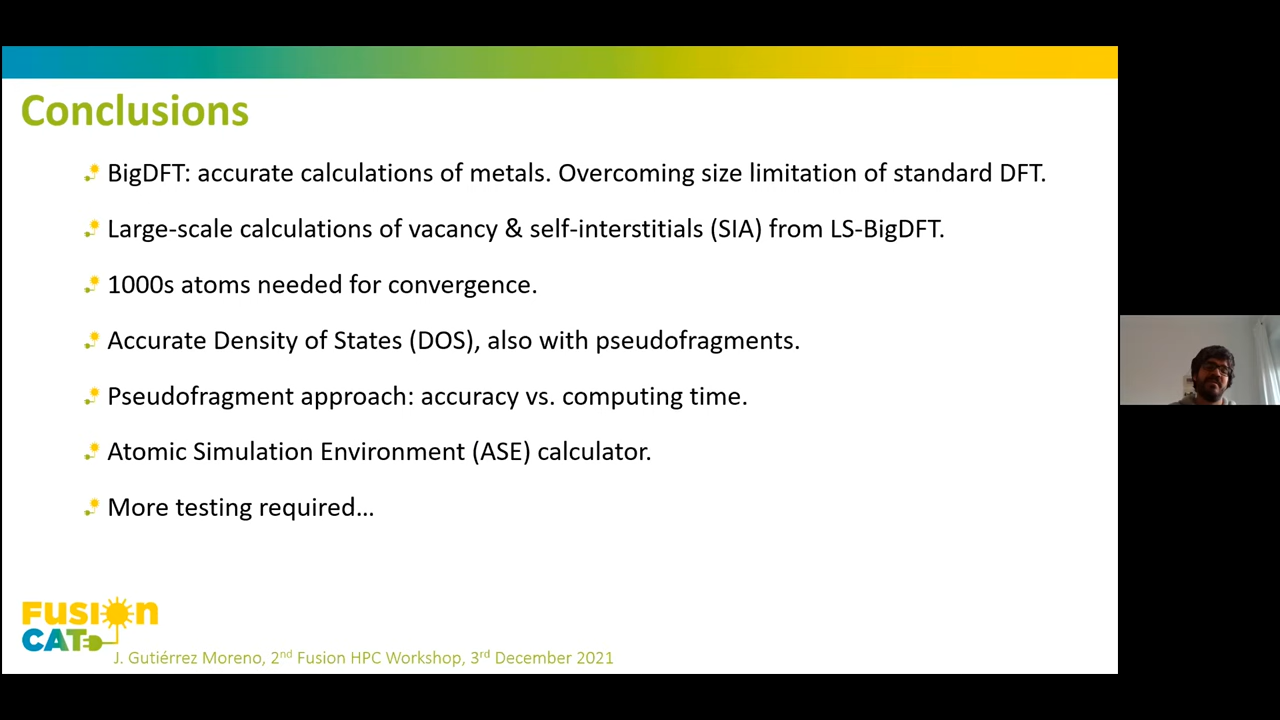 Conclusions
BigDFT: accurate calculations of metals. Overcoming size limitation of standard DFT.
Large-scale calculations of vacancy & self-interstitials (SIA) from LS-BigDFT.
1000s atoms needed for convergence.
Accurate Density of States (DOS), also with pseudofragments.
Pseudofragment approach: accuracy vs. computing time.
Atomic Simulation Environment (ASE) calculator.
More testing required…
FUSION
CAT
J. Gutiérrez Moreno, 2nd Fusion HPC Workshop, 3rd December 2021